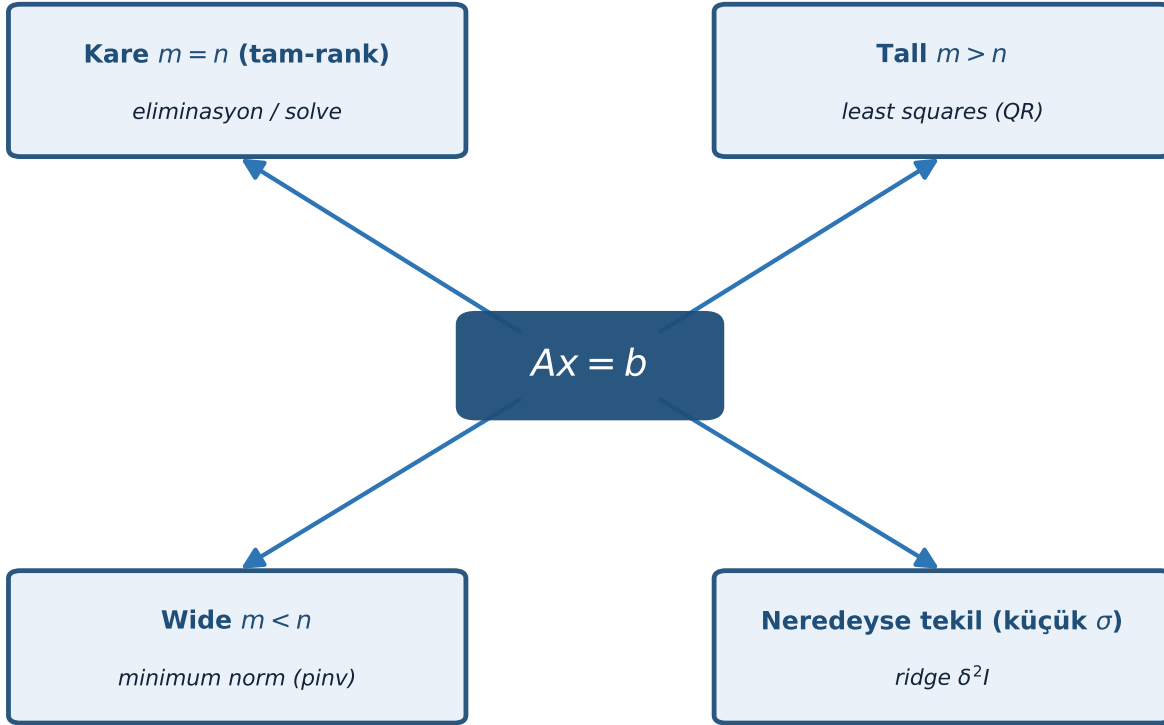 Kare m = n (tam-rank)
eliminasyon / solve
Tall m > n
least squares (QR)
Ax = b
Wide m < n
minimum norm (pinv)
Neredeyse tekil (küçük σ)
ridge δ²I